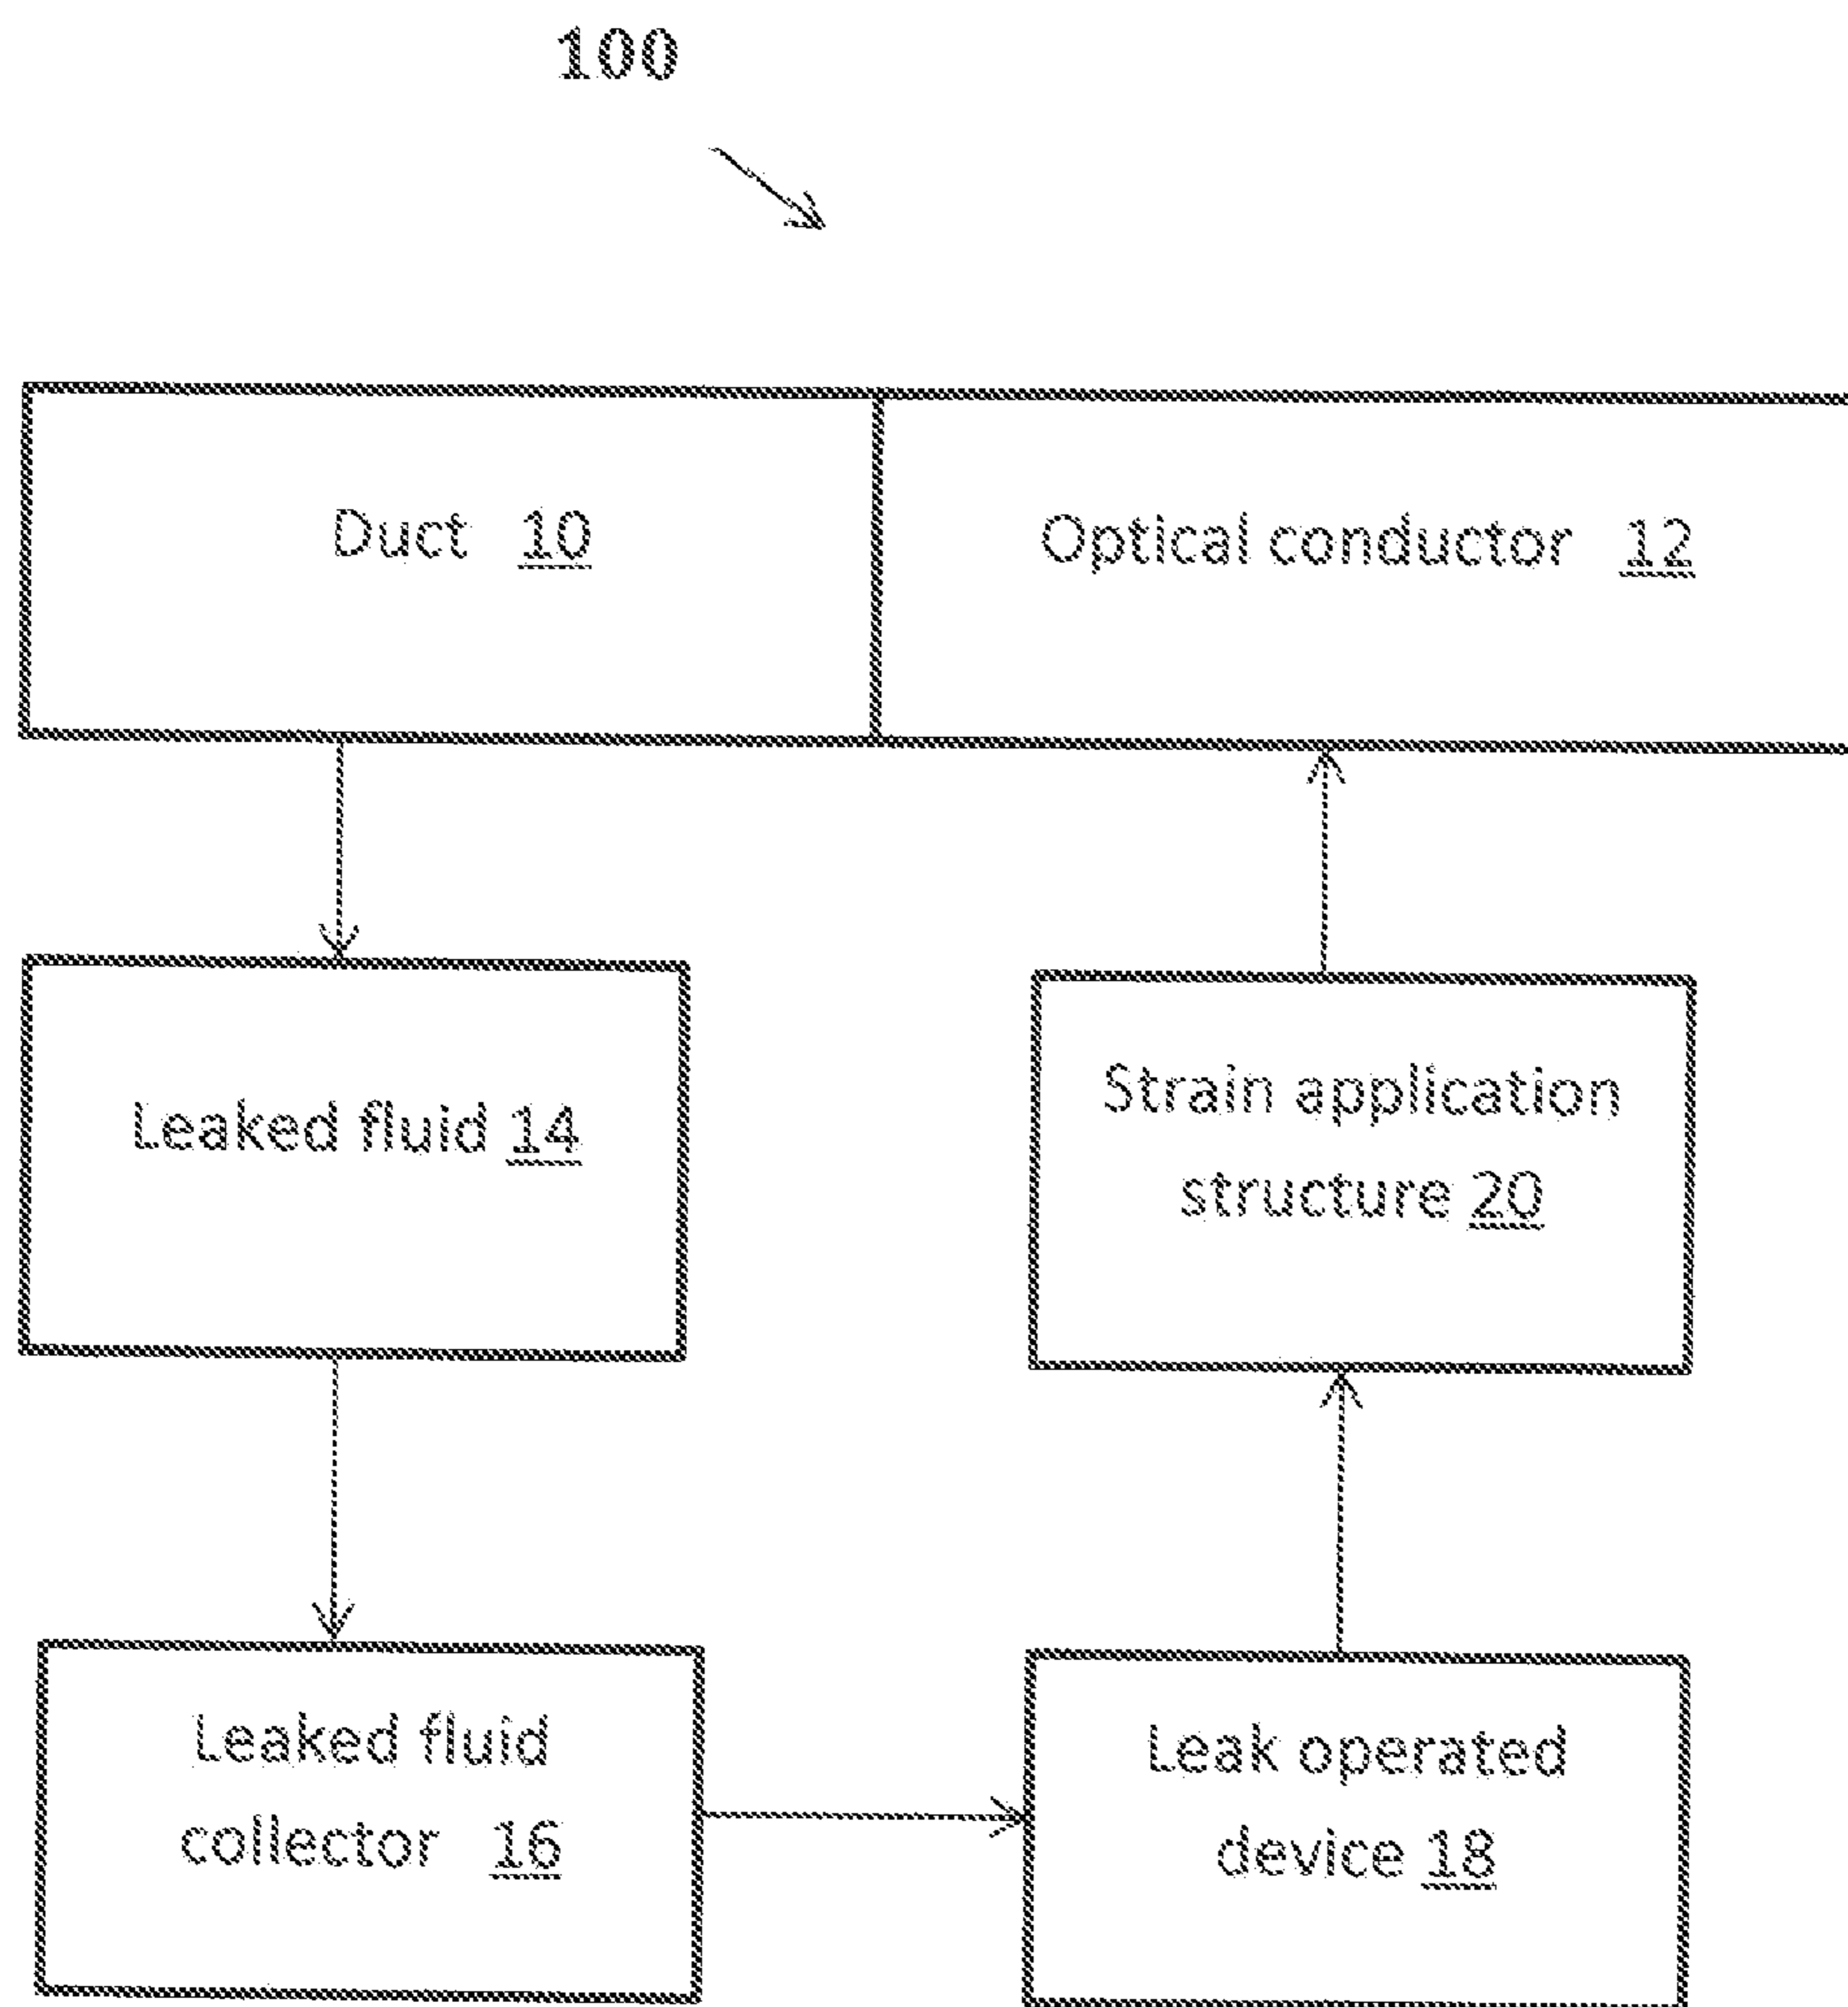 100
Duct 10
Optical conductor 12
Leaked fluid 14
Strain application
structure 20
Leaked fluid
collector 16
Leak operated
device 18